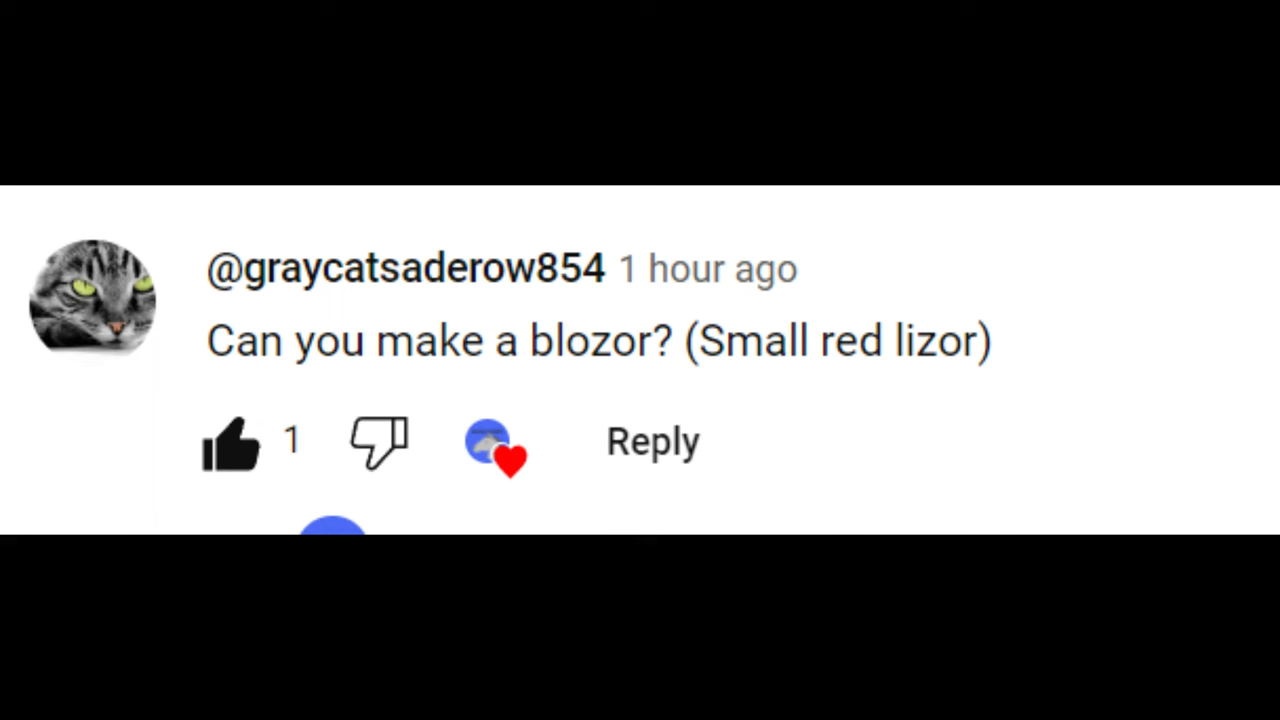 @graycatsaderow854 1 hour ago
Can you make a blozor? (Small red lizor)
1 Reply